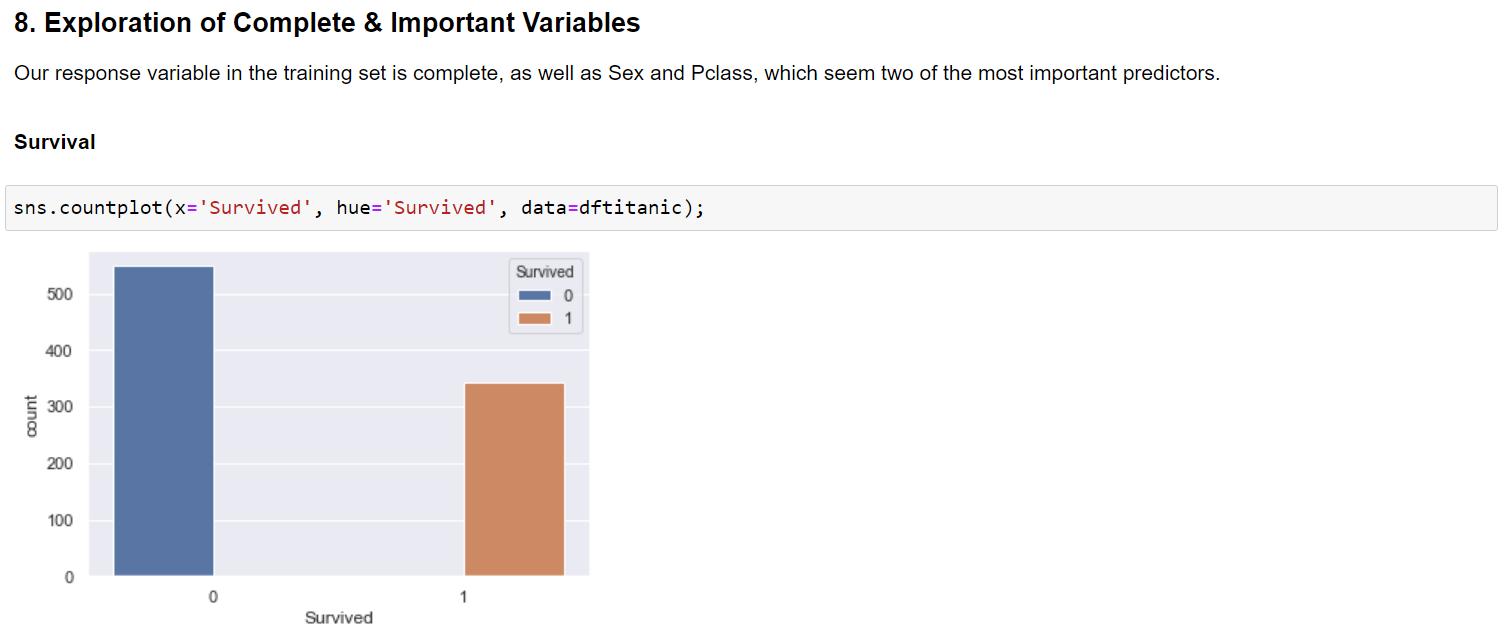 8. Exploration of Complete & Important Variables
Our response variable in the training set is complete, as well as Sex and Pclass, which seem two of the most important predictors.
Survival
sns.countplot(x='Survived', hue='Survived', data=dftitanic);
Survived
0
1
500
400
300
200
100
0
count
0 1
Survived